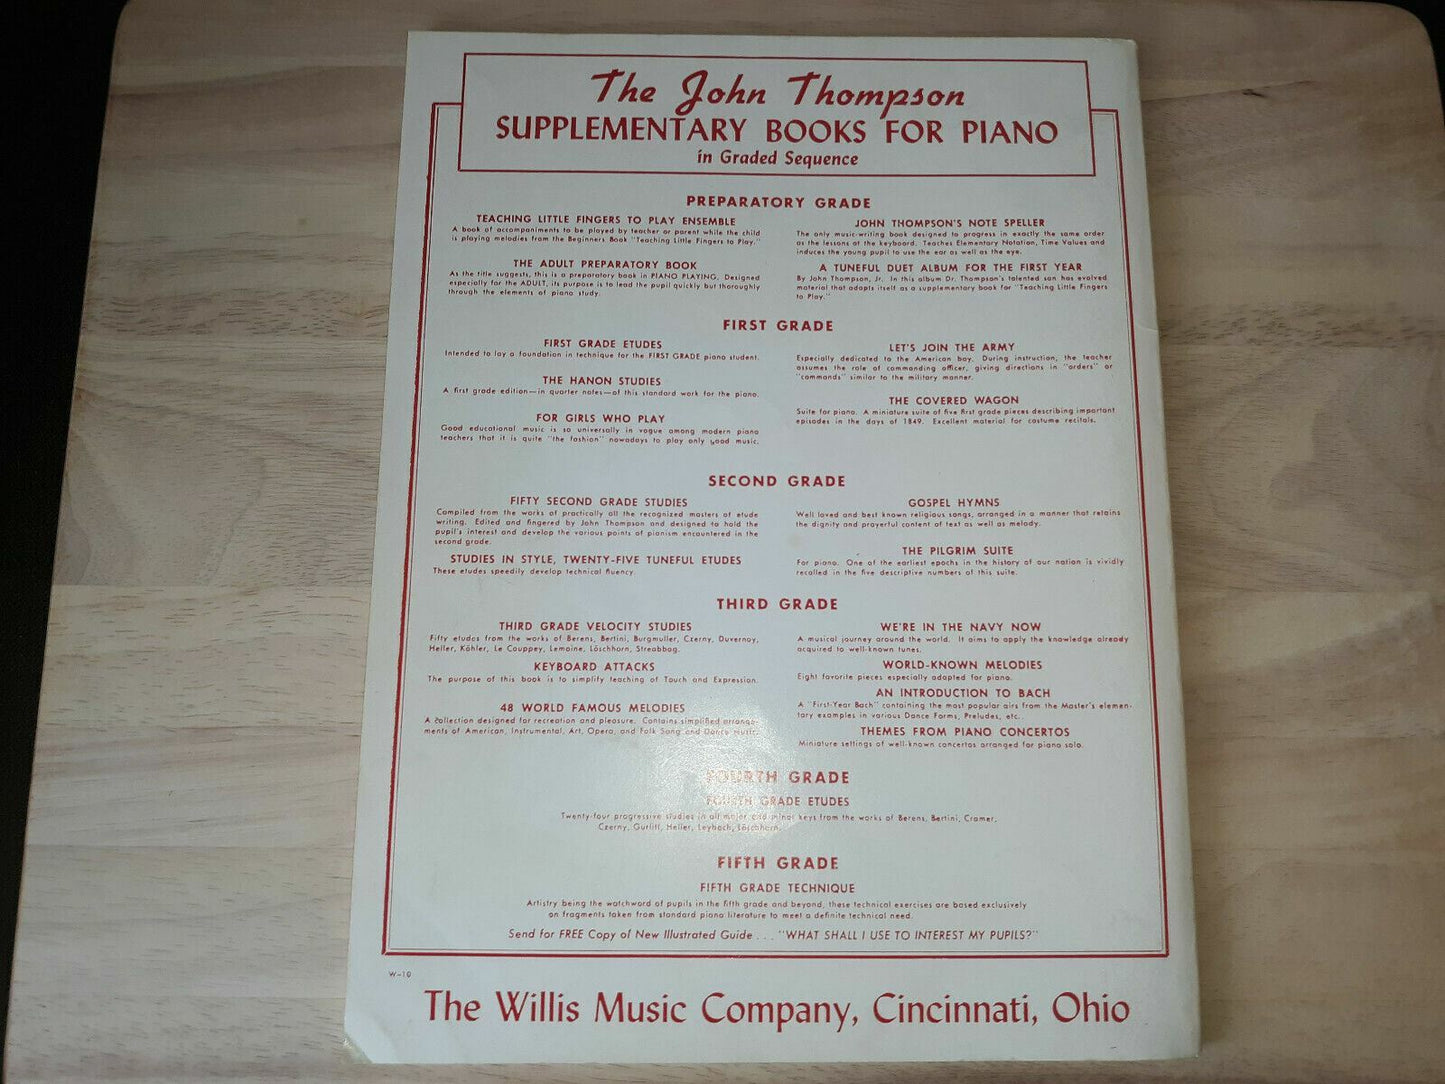 The John Thompson
SUPPLEMENTARY BOOKS FOR PIANO
in Graded Sequence
PREPARATORY GRADE
TEACHING LITTLE FINGERS TO PLAY ENSEMBLE
A book of accompaniments to be played by teacher or parent while the child
is playing melodies from the Beginners Book "Teaching Little Fingers to Play."
THE ADULT PREPARATORY BOOK
As the title suggests, this is a preparatory book in PIANO PLAYING. Designed
especially for the ADULT, its purpose is to lead the pupil quickly but thoroughly
through the elements of piano study.
JOHN THOMPSON'S NOTE SPELLER
The only music-writing book designed to progress in exactly the same order
as the lessons at the keyboard. Teaches Elementary Notation, Time Values and
induces the young pupil to use the ear as well as the eye.
A TUNEFUL DUET ALBUM FOR THE FIRST YEAR
By John Thompson, Jr. In this album Dr. Thompson's talented son has evolved
material that adapts itself as a supplementary book for "Teaching Little Fingers
to Play."
FIRST GRADE
FIRST GRADE ETUDES
Intended to lay a foundation in technique for the FIRST GRADE piano student.
THE HANON STUDIES
A first grade edition—in quarter notes—of this standard work for the piano.
FOR GIRLS WHO PLAY
Good educational music is so universally in vogue among modern piano
teachers that it is quite "the fashion" nowadays to play only good music.
LET'S JOIN THE ARMY
Especially dedicated to the American boy. During instruction, the teacher
assumes the role of commanding officer, giving directions in "orders" or
"commands" similar to the military manner.
THE COVERED WAGON
Suite for piano. A miniature suite of five first grade pieces describing important
episodes in the days of 1849. Excellent material for costume recitals.
SECOND GRADE
FIFTY SECOND GRADE STUDIES
Compiled from the works of practically all the recognized masters of etude
writing. Edited and fingered by John Thompson and designed to hold the
pupil's interest and develop the various points of pianism encountered in the
second grade.
STUDIES IN STYLE, TWENTY-FIVE TUNEFUL ETUDES
These etudes speedily develop technical fluency.
GOSPEL HYMNS
Well loved and best known religious songs, arranged in a manner that retains
the dignity and prayerful content of text as well as melody.
THE PILGRIM SUITE
For piano. One of the earliest epochs in the history of our nation is vividly
recalled in the five descriptive numbers of this suite.
THIRD GRADE
THIRD GRADE VELOCITY STUDIES
Fifty etudes from the works of Berens, Bertini, Burgmuller, Czerny, Duvernoy,
Heller, Köhler, Le Couppey, Lemoine, Löschhorn, Streabbog.
KEYBOARD ATTACKS
The purpose of this book is to simplify teaching of Touch and Expression.
48 WORLD FAMOUS MELODIES
A collection designed for recreation and pleasure. Contains simplified arrange-
ments of American, Instrumental, Art, Opera, and Folk Song and Dance Music.
WE'RE IN THE NAVY NOW
A musical journey around the world. It aims to apply the knowledge already
acquired to well-known tunes.
WORLD-KNOWN MELODIES
Eight favorite pieces especially adapted for piano.
AN INTRODUCTION TO BACH
A "First-Year Bach" containing the most popular airs from the Master's elemen-
tary examples in various Dance Forms, Preludes, etc.
THEMES FROM PIANO CONCERTOS
Miniature settings of well-known concertos arranged for piano solo.
FOURTH GRADE
FOURTH GRADE ETUDES
Twenty-four progressive studies in all major and minor keys from the works of Berens, Bertini, Cramer,
Czerny, Gurlitt, Heller, Leybach, Löschhorn.
FIFTH GRADE
FIFTH GRADE TECHNIQUE
Artistry being the watchword of pupils in the fifth grade and beyond, these technical exercises are based exclusively
on fragments taken from standard piano literature to meet a definite technical need.
Send for FREE Copy of New Illustrated Guide . . . "WHAT SHALL I USE TO INTEREST MY PUPILS?"
W-10
The Willis Music Company, Cincinnati, Ohio